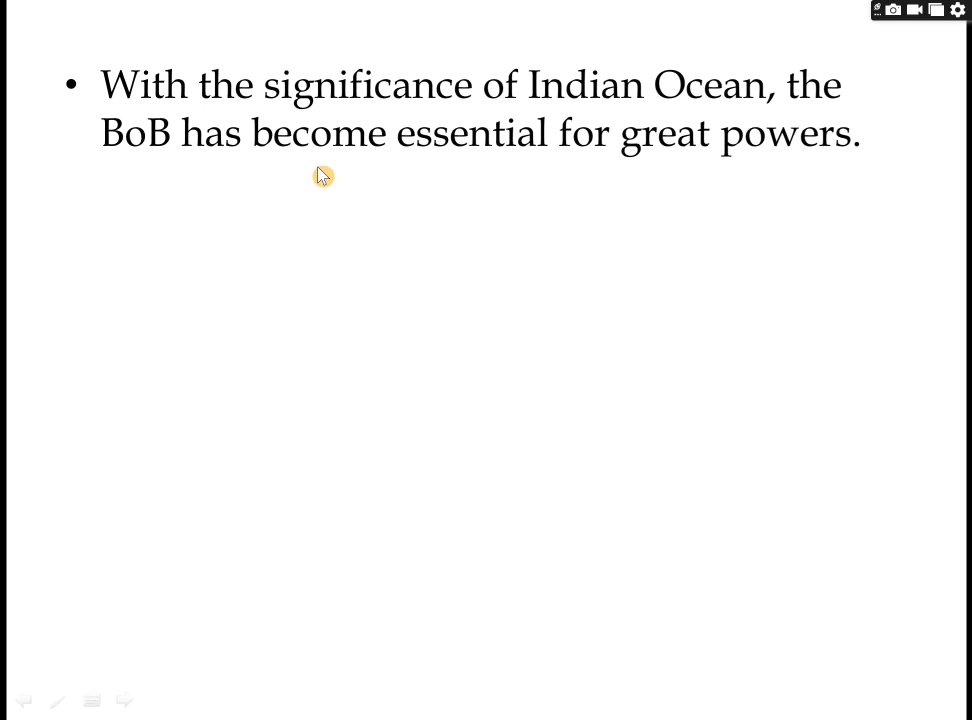 • With the significance of Indian Ocean, the
BoB has become essential for great powers.